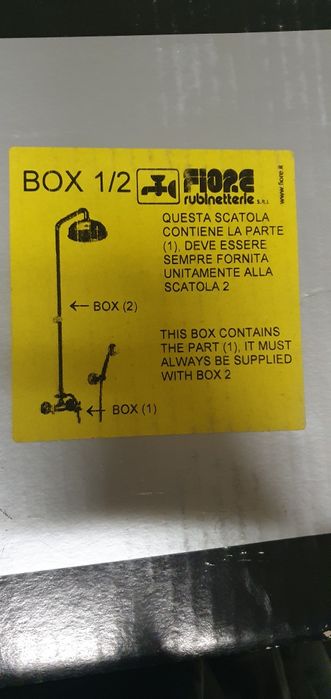 BOX 1/2
FIORE
rubinetterie s.r.l.
www.fiore.it
QUESTA SCATOLA
CONTIENE LA PARTE
(1), DEVE ESSERE
SEMPRE FORNITA
UNITAMENTE ALLA
SCATOLA 2
← BOX (2)
THIS BOX CONTAINS
THE PART (1), IT MUST
ALWAYS BE SUPPLIED
WITH BOX 2
← BOX (1)